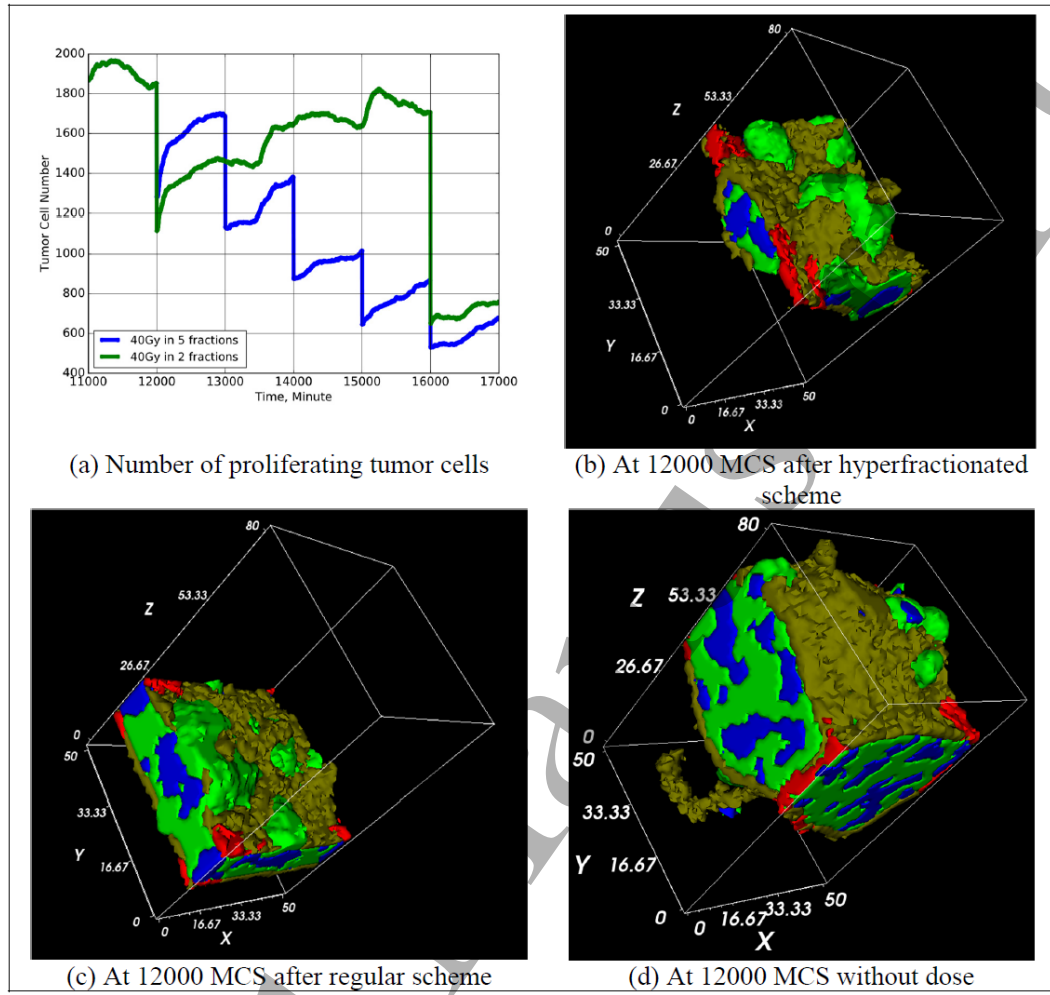 2000
1800
1600
1400
1200
1000
800
600
400
11000
12000
13000
14000
15000
16000
17000
Tumor Cell Number
Time, Minute
40Gy in 5 fractions
40Gy in 2 fractions
(a) Number of proliferating tumor cells
80
53.33
Z
26.67
0
50
33.33
Y
16.67
0
0
16.67
33.33
50
X
(b) At 12000 MCS after hyperfractionated
scheme
80
53.33
Z
26.67
0
50
33.33
Y
16.67
0
0
16.67
33.33
50
X
(c) At 12000 MCS after regular scheme
80
Z
53.33
26.67
0
50
33.33
Y
16.67
0
0
16.67
33.33
50
X
(d) At 12000 MCS without dose